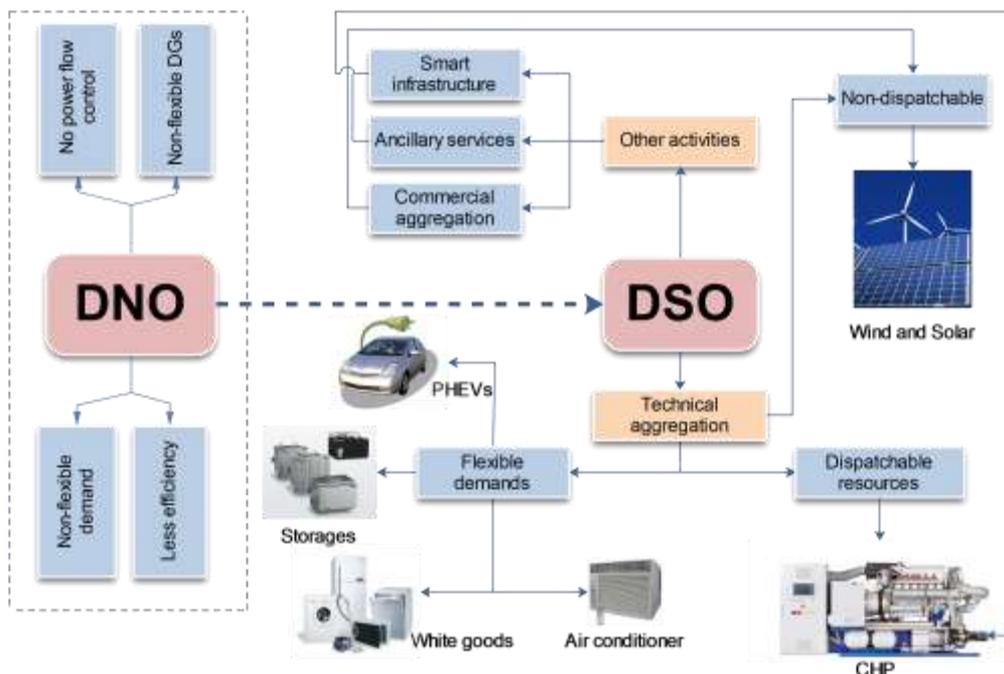 No power flow
control
Non-flexible DGs
DNO
Non-flexible
demand
Less efficiency
Smart
infrastructure
Ancillary services
Commercial
aggregation
Other activities
Non-dispatchable
Wind and Solar
DSO
Technical
aggregation
PHEVs
Flexible
demands
Storages
White goods
Air conditioner
Dispatchable
resources
CHP